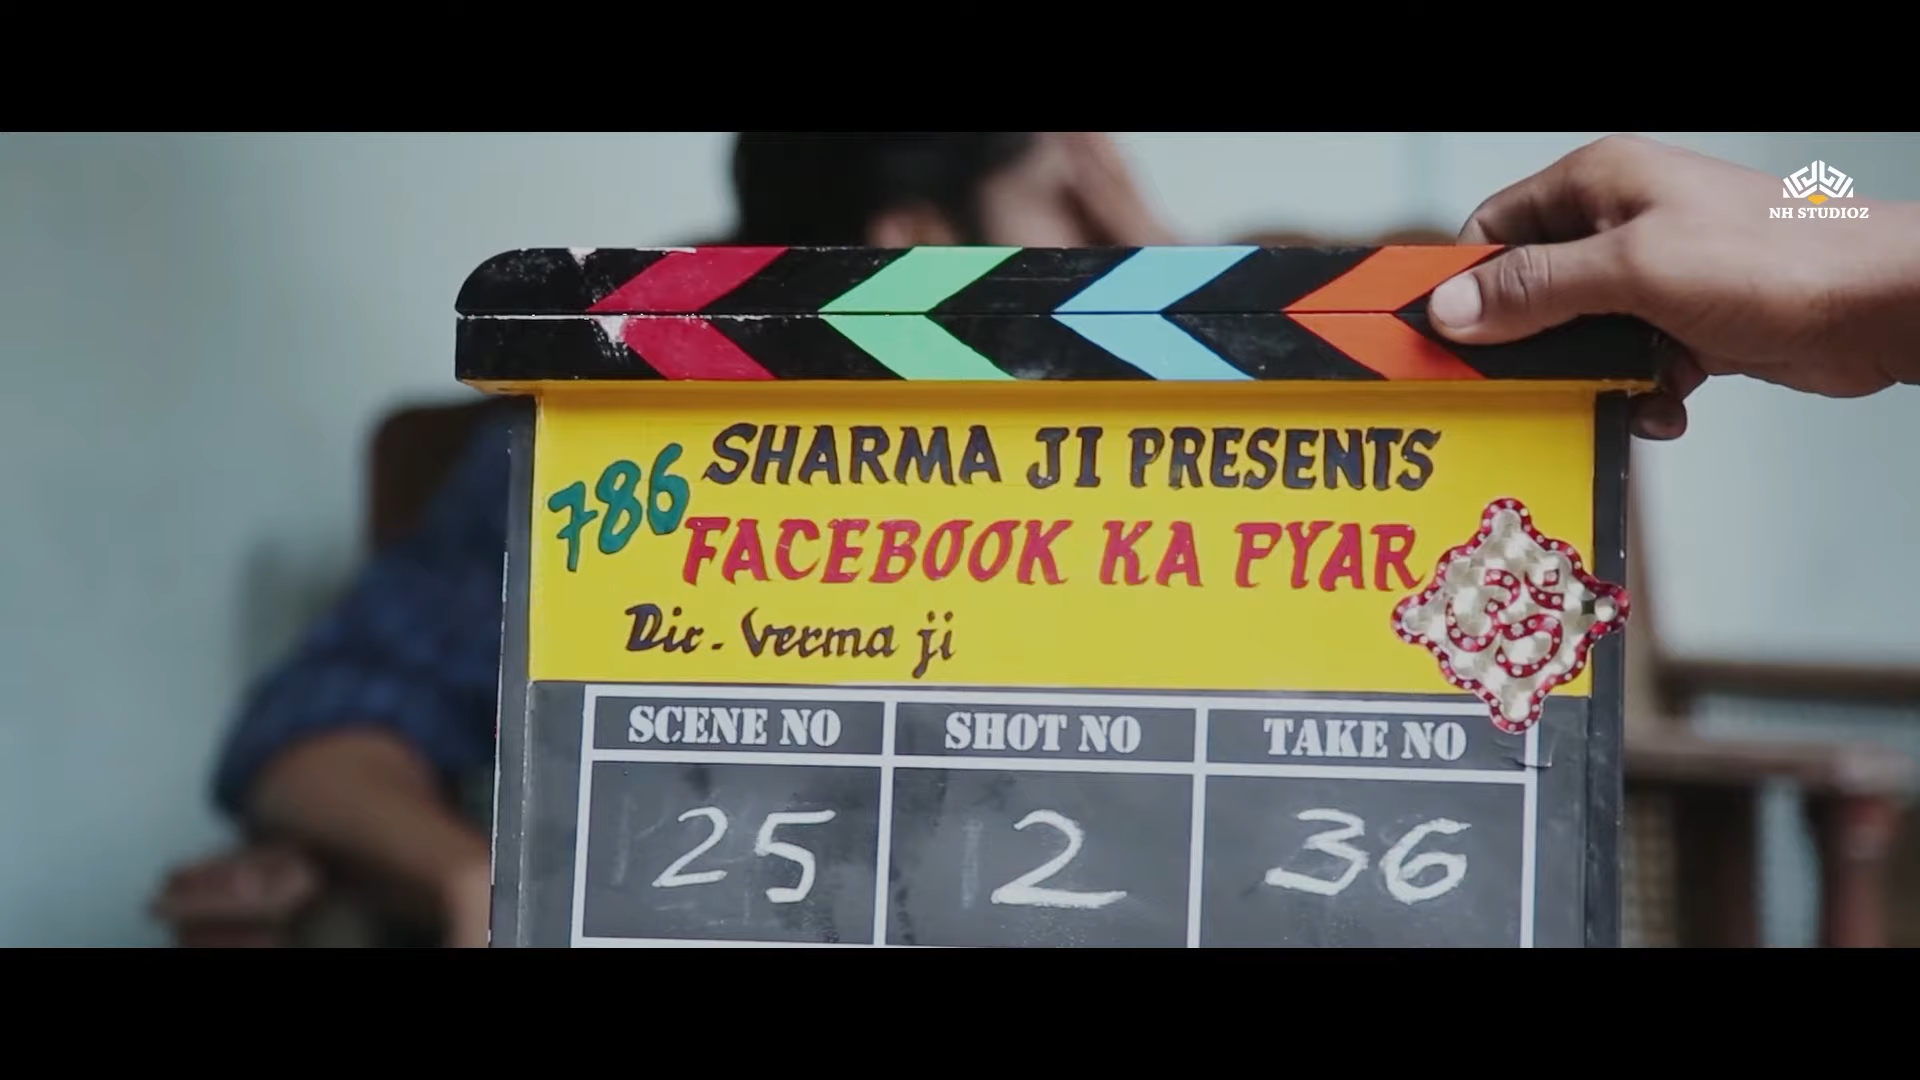 NH STUDIOZ
SHARMA JI PRESENTS
786
FACEBOOK KA PYAR
ॐ
Dir. Verma ji
SCENE NO SHOT NO TAKE NO
25 2 36